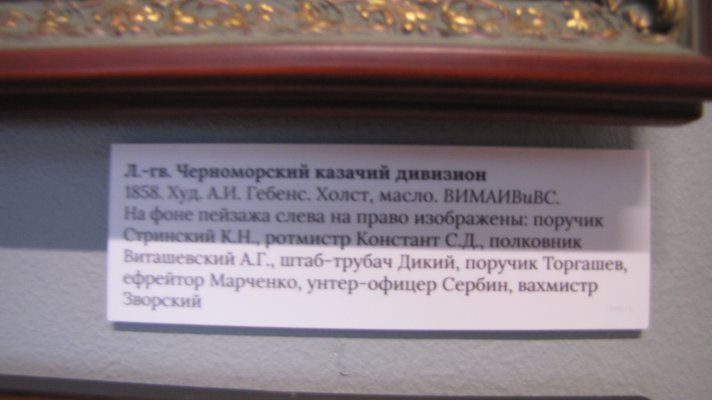 Л.-гв. Черноморский казачий дивизион
1858. Худ. А.И. Гебенс. Холст, масло. ВИМАИВиВС.
На фоне пейзажа слева на право изображены: поручик
Стринский К.Н., ротмистр Констант С.Д., полковник
Виташевский А.Г., штаб-трубач Дикий, поручик Торгашев,
ефрейтор Марченко, унтер-офицер Сербин, вахмистр
Зворский